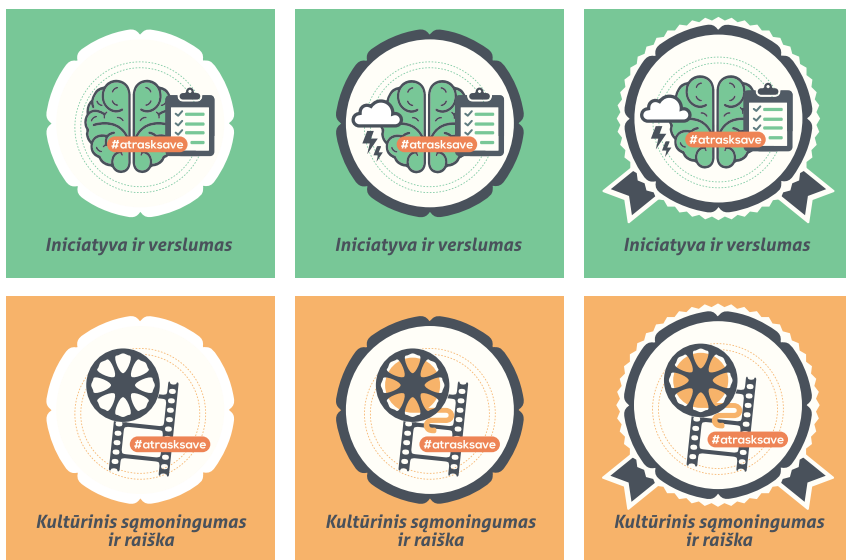 #atrasksave
Iniciatyva ir verslumas
#atrasksave
Iniciatyva ir verslumas
#atrasksave
Iniciatyva ir verslumas
#atrasksave
Kultūrinis sąmoningumas
ir raiška
#atrasksave
Kultūrinis sąmoningumas
ir raiška
#atrasksave
Kultūrinis sąmoningumas
ir raiška